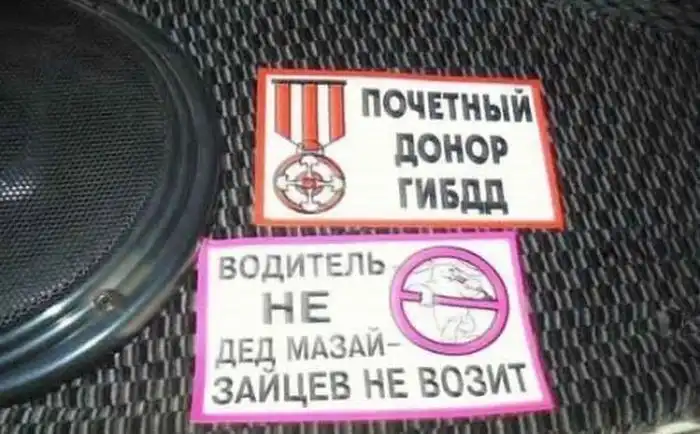 ПОЧЕТНЫЙ
ДОНОР
ГИБДД
ВОДИТЕЛЬ
НЕ
ДЕД МАЗАЙ-
ЗАЙЦЕВ НЕ ВОЗИТ